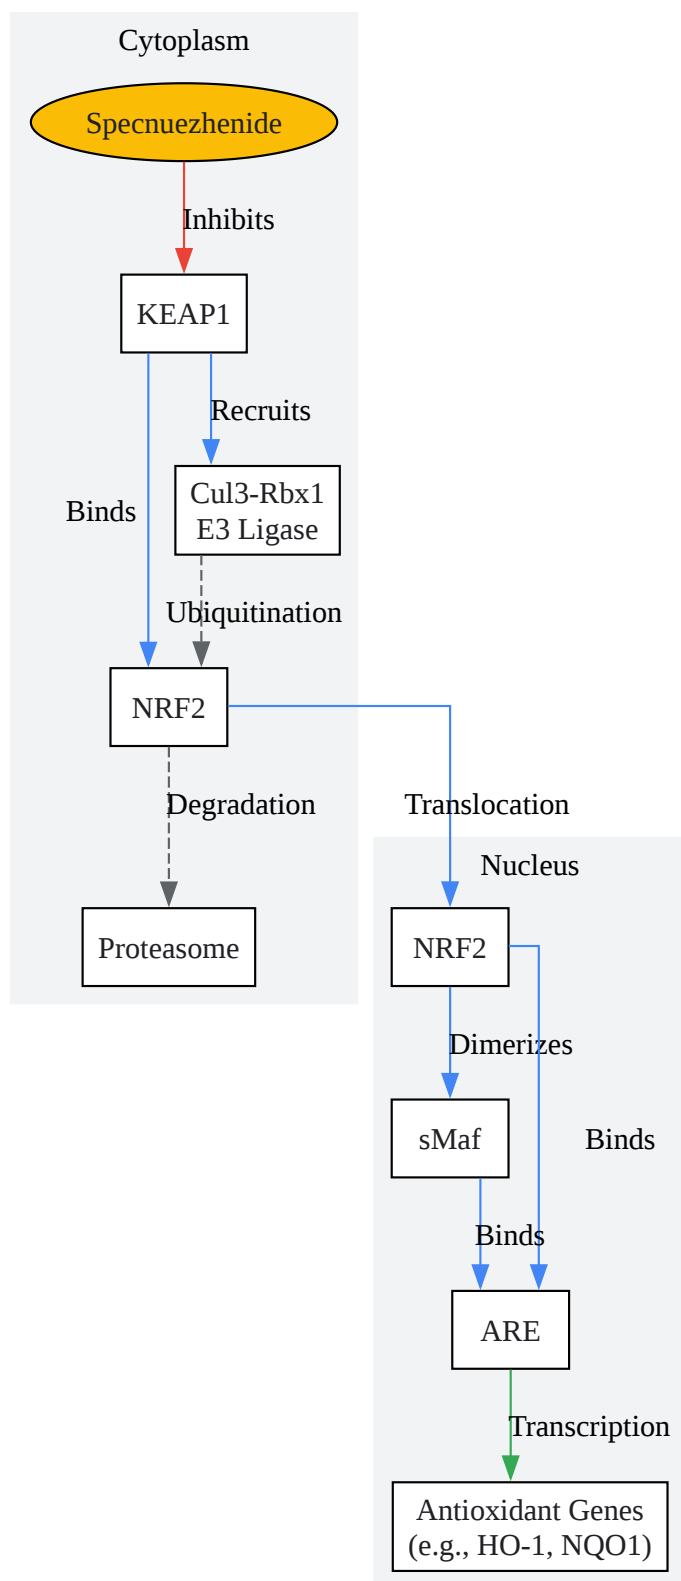 Cytoplasm
Specnuezhenide
Inhibits
KEAP1
Recruits
Cul3-Rbx1
E3 Ligase
Binds
Ubiquitination
NRF2
Degradation
Translocation
Nucleus
Proteasome
NRF2
Dimerizes
sMaf
Binds
Binds
ARE
Transcription
Antioxidant Genes
(e.g., HO-1, NQO1)